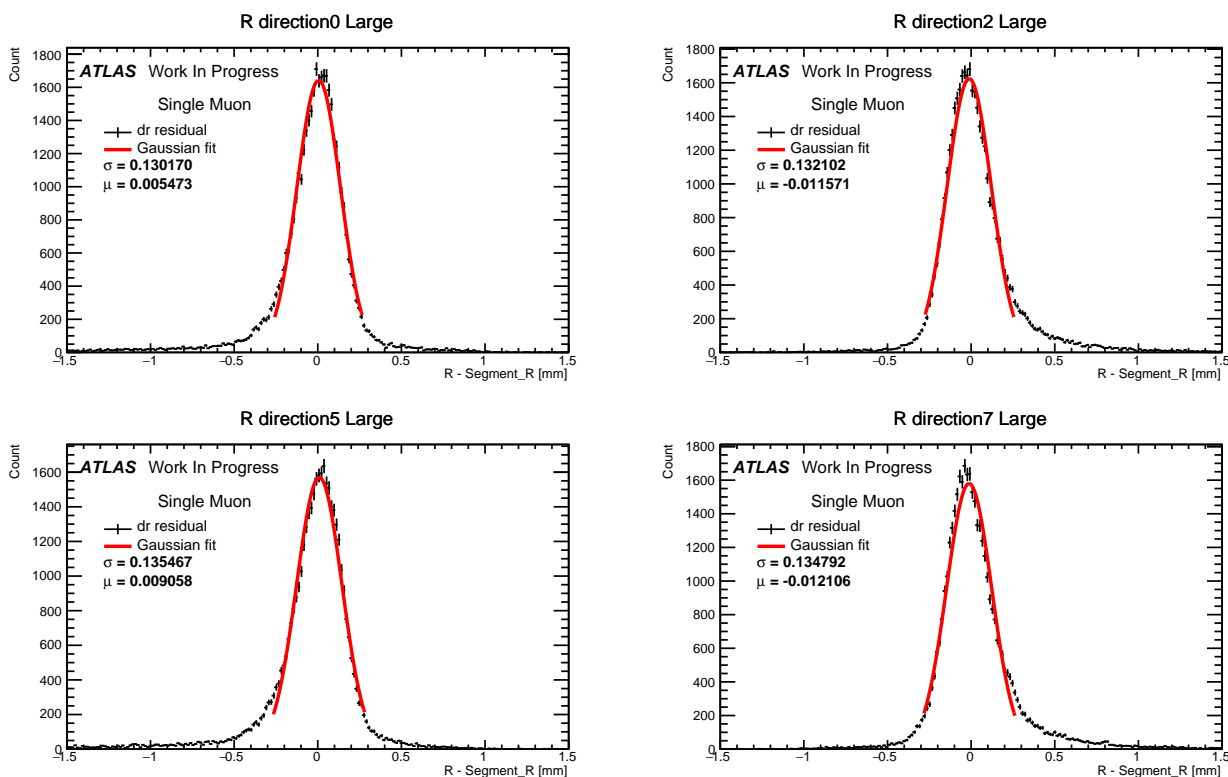 R direction0 Large
Count
ATLAS Work In Progress
Single Muon
dr residual
Gaussian fit
σ = 0.130170
μ = 0.005473
1800
1600
1400
1200
1000
800
600
400
200
0
−1.5 −1 −0.5 0 0.5 1 1.5
R - Segment_R [mm]
R direction2 Large
Count
ATLAS Work In Progress
Single Muon
dr residual
Gaussian fit
σ = 0.132102
μ = -0.011571
1800
1600
1400
1200
1000
800
600
400
200
0
−1.5 −1 −0.5 0 0.5 1 1.5
R - Segment_R [mm]
R direction5 Large
Count
ATLAS Work In Progress
Single Muon
dr residual
Gaussian fit
σ = 0.135467
μ = 0.009058
1600
1400
1200
1000
800
600
400
200
0
−1.5 −1 −0.5 0 0.5 1 1.5
R - Segment_R [mm]
R direction7 Large
Count
ATLAS Work In Progress
Single Muon
dr residual
Gaussian fit
σ = 0.134792
μ = -0.012106
1800
1600
1400
1200
1000
800
600
400
200
0
−1.5 −1 −0.5 0 0.5 1 1.5
R - Segment_R [mm]